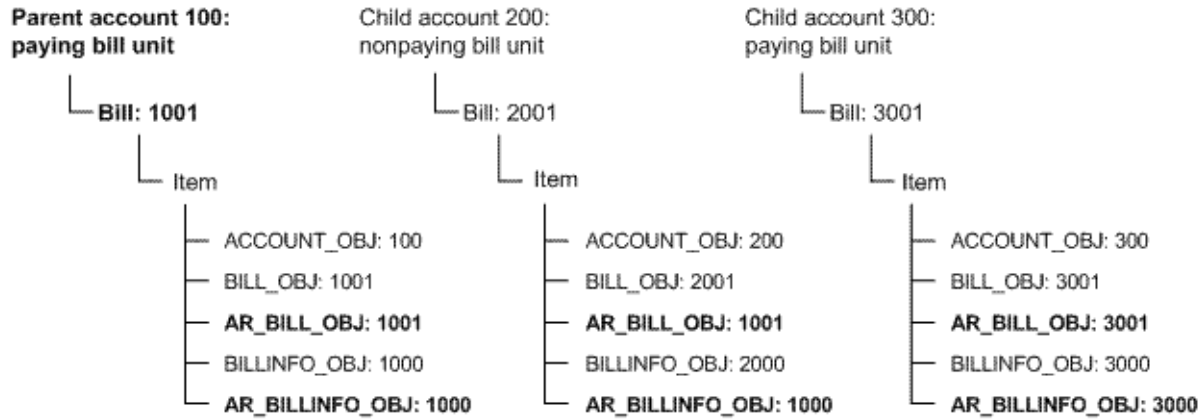 Parent account 100:
paying bill unit
Bill: 1001
Item
ACCOUNT_OBJ: 100
BILL_OBJ: 1001
AR_BILL_OBJ: 1001
BILLINFO_OBJ: 1000
AR_BILLINFO_OBJ: 1000
Child account 200:
nonpaying bill unit
Bill: 2001
Item
ACCOUNT_OBJ: 200
BILL_OBJ: 2001
AR_BILL_OBJ: 1001
BILLINFO_OBJ: 2000
AR_BILLINFO_OBJ: 1000
Child account 300:
paying bill unit
Bill: 3001
Item
ACCOUNT_OBJ: 300
BILL_OBJ: 3001
AR_BILL_OBJ: 3001
BILLINFO_OBJ: 3000
AR_BILLINFO_OBJ: 3000